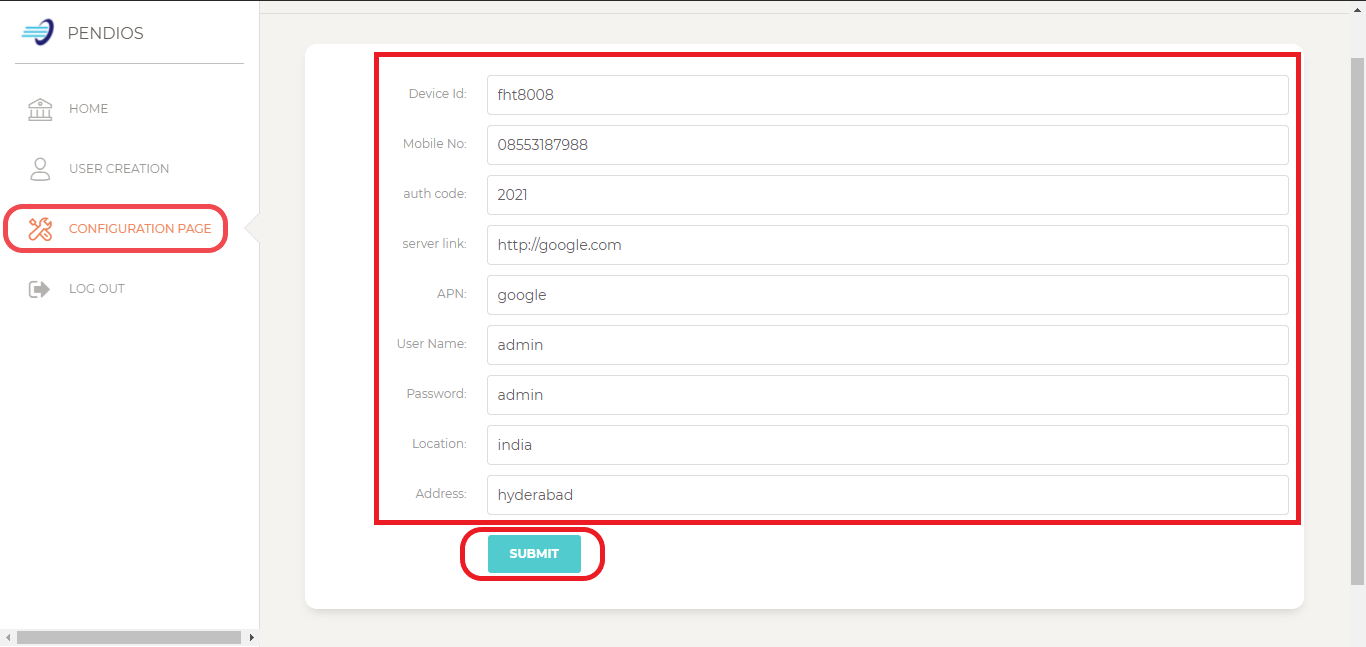 PENDIOS
HOME
USER CREATION
CONFIGURATION PAGE
LOG OUT
Device Id: fht8008
Mobile No: 08553187988
auth code: 2021
server link: http://google.com
APN: google
User Name: admin
Password: admin
Location: india
Address: hyderabad
SUBMIT